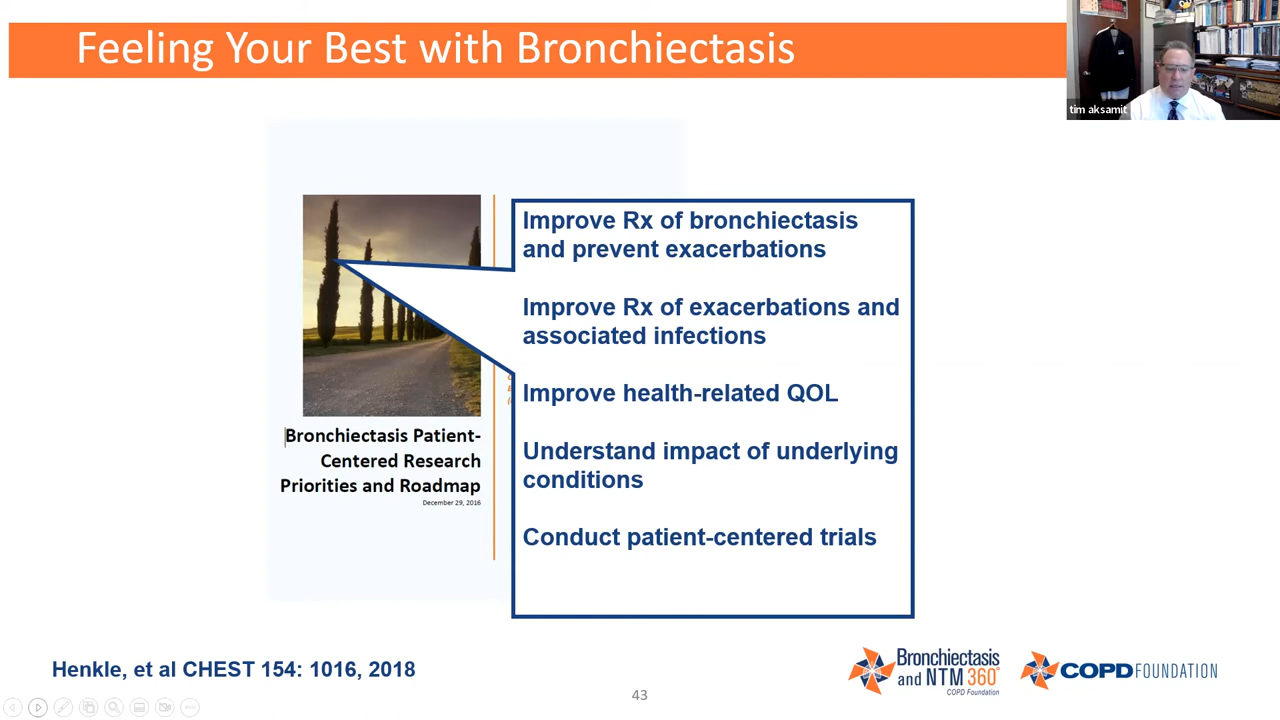 Feeling Your Best with Bronchiectasis
tim aksamit
Improve Rx of bronchiectasis
and prevent exacerbations
Improve Rx of exacerbations and
associated infections
Improve health-related QOL
Understand impact of underlying
conditions
Conduct patient-centered trials
Bronchiectasis Patient-
Centered Research
Priorities and Roadmap
December 29, 2016
Henkle, et al CHEST 154: 1016, 2018
43
Bronchiectasis
and NTM 360°
COPD Foundation
COPD FOUNDATION